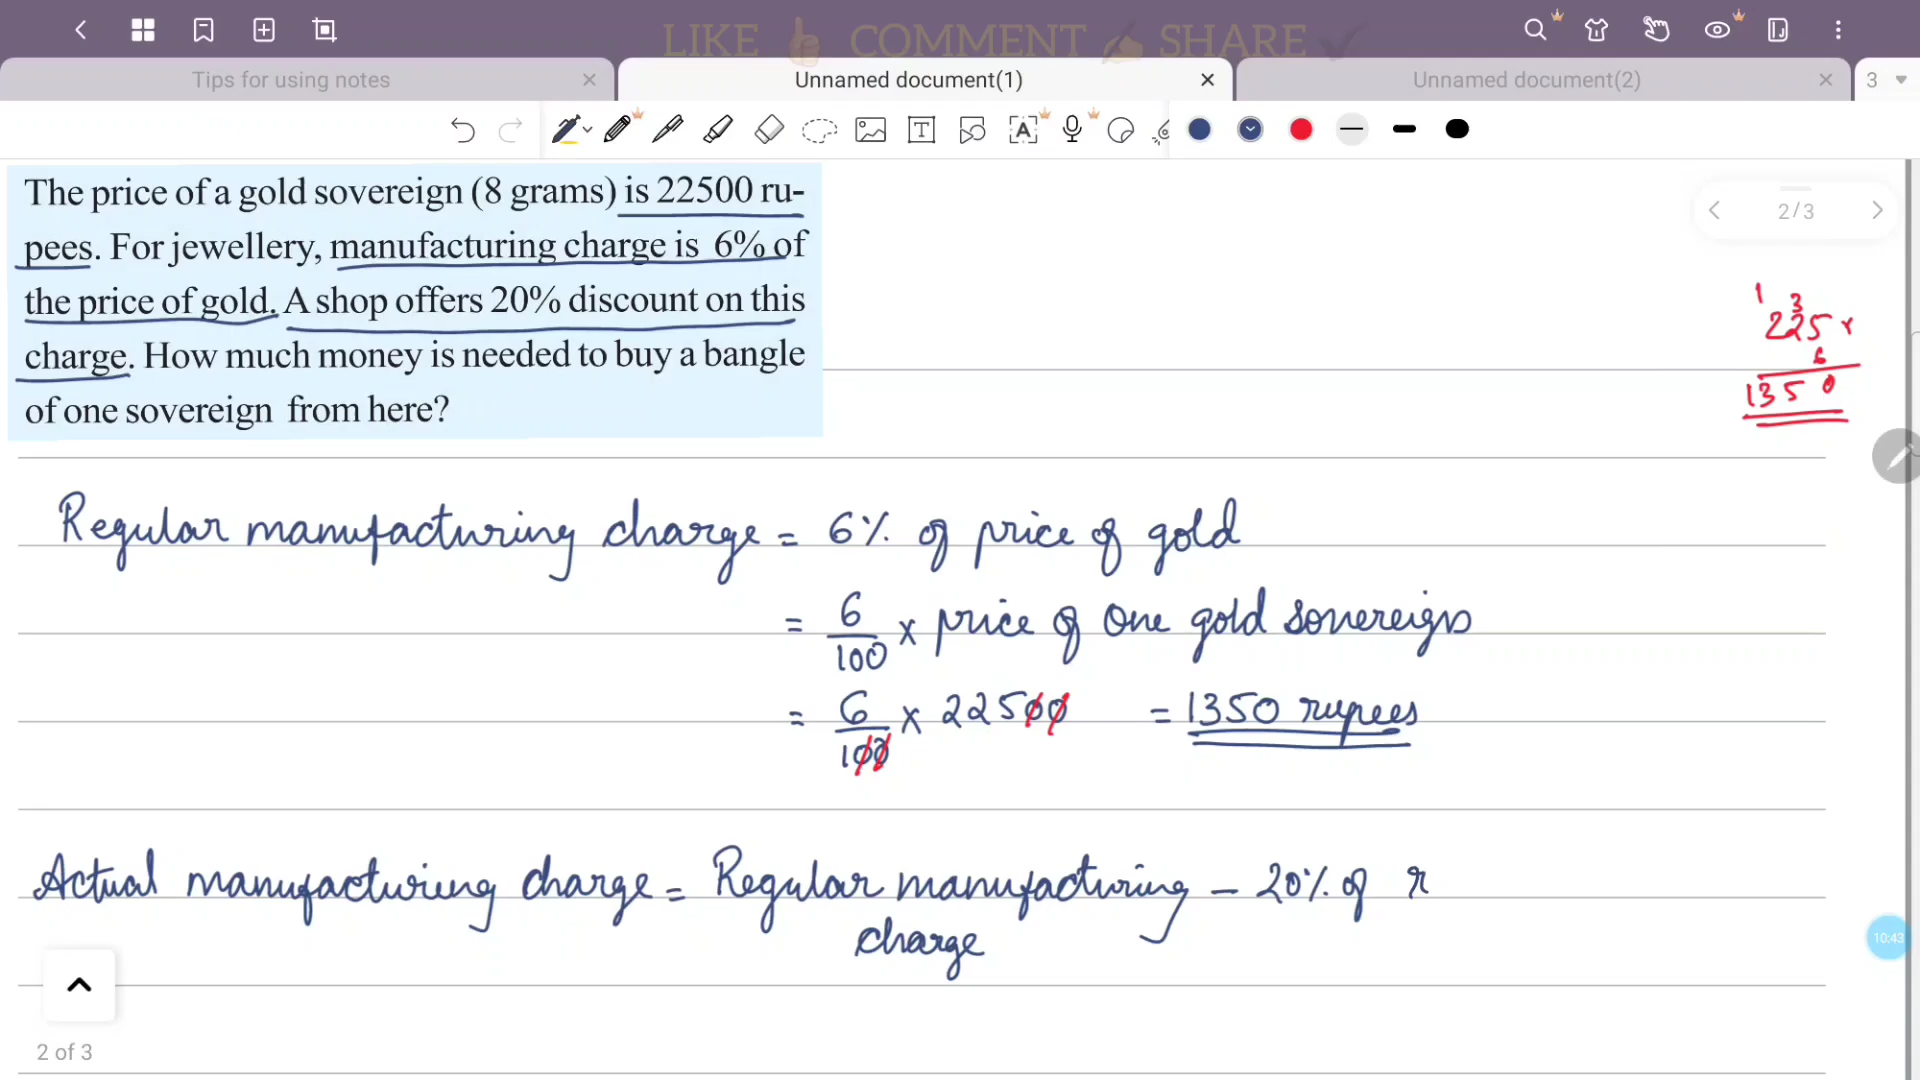 LIKE 👍 COMMENT ✍ SHARE ✓
Tips for using notes
Unnamed document(1)
Unnamed document(2)
3
The price of a gold sovereign (8 grams) is 22500 ru-
pees. For jewellery, manufacturing charge is 6% of
the price of gold. A shop offers 20% discount on this
charge. How much money is needed to buy a bangle
of one sovereign from here?
2/3
1 3
225 ×
6
1350
Regular manufacturing charge = 6% of price of gold
= 6/100 × price of one gold sovereign
= 6/100 × 22500 = 1350 rupees
Actual manufacturing charge = Regular manufacturing – 20% of r
charge
10:43
2 of 3